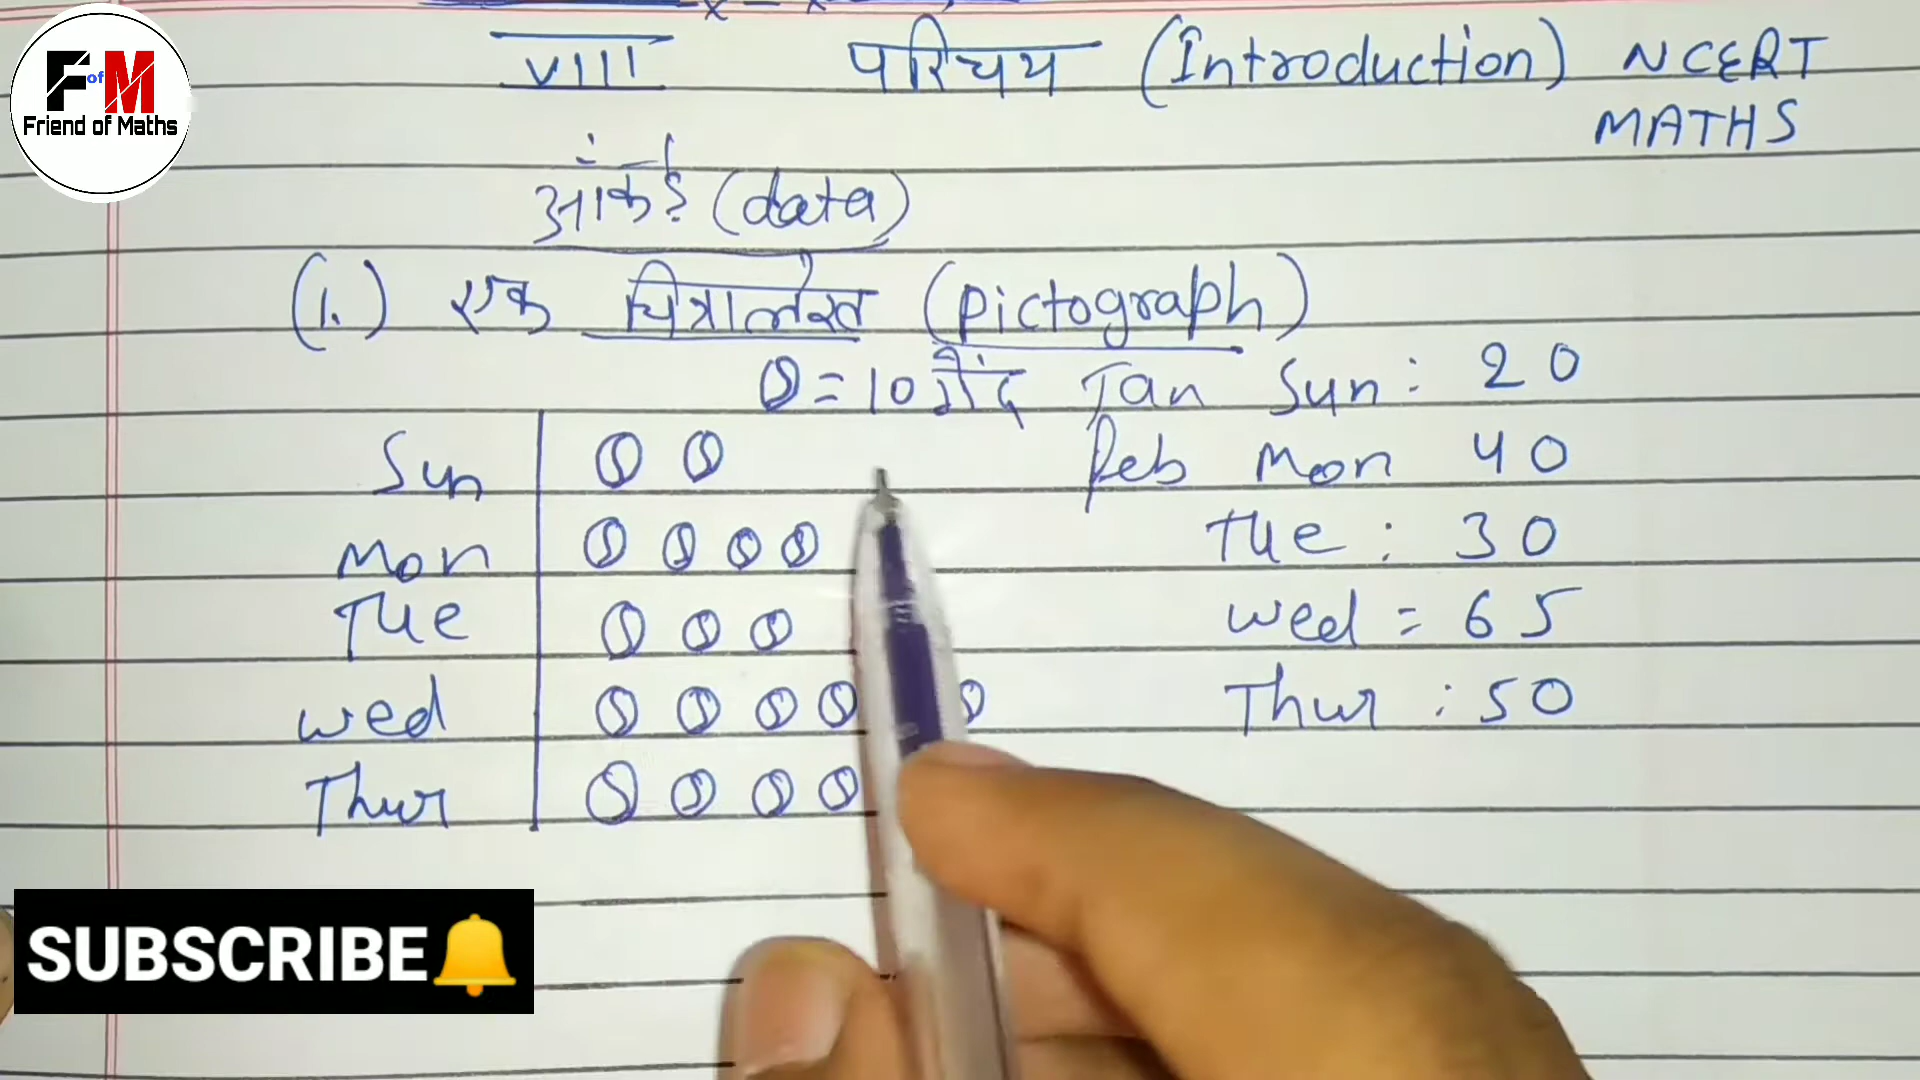 F of M
Friend of Maths
VIII परिचय (Introduction) NCERT
MATHS
आंकड़े (data)
(1.) एक चित्रालेख (pictograph)
= 10 गेंद Jan Sun : 20
Sun Feb Mon 40
Mon Tue : 30
Tue Wed = 65
Wed Thur : 50
Thur
SUBSCRIBE